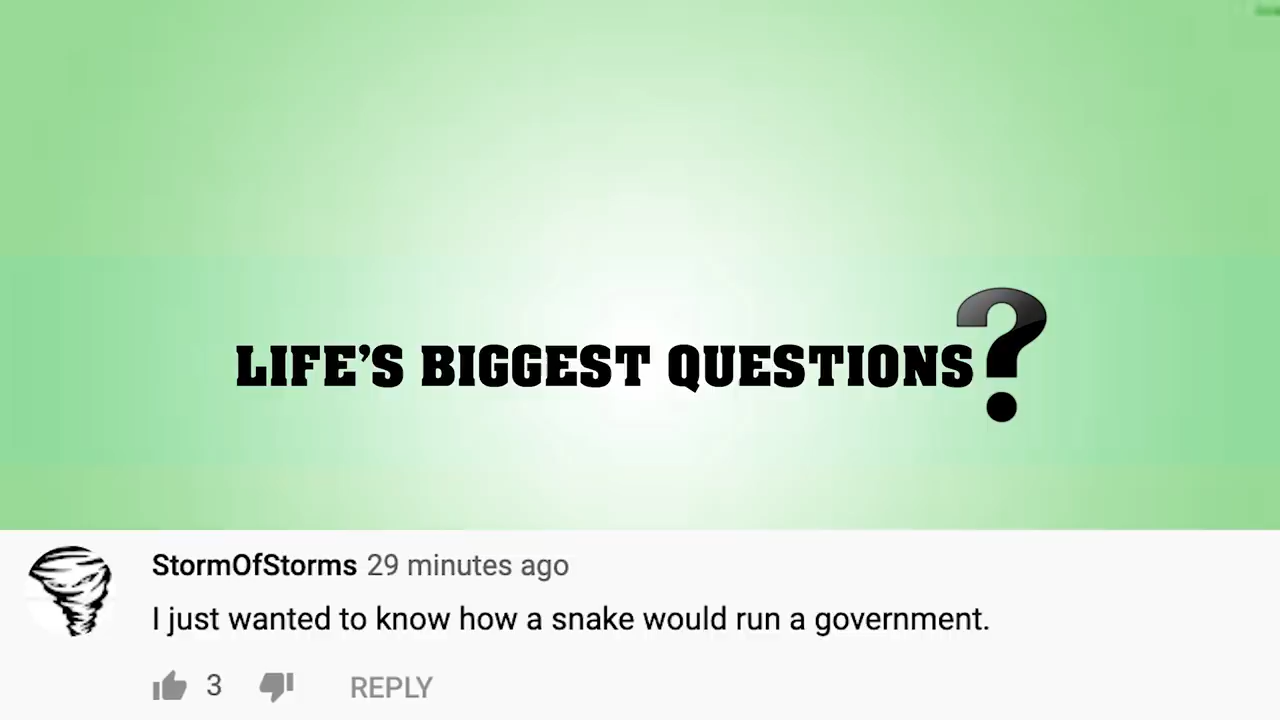 LIFE'S BIGGEST QUESTIONS?
StormOfStorms 29 minutes ago
I just wanted to know how a snake would run a government.
3 REPLY